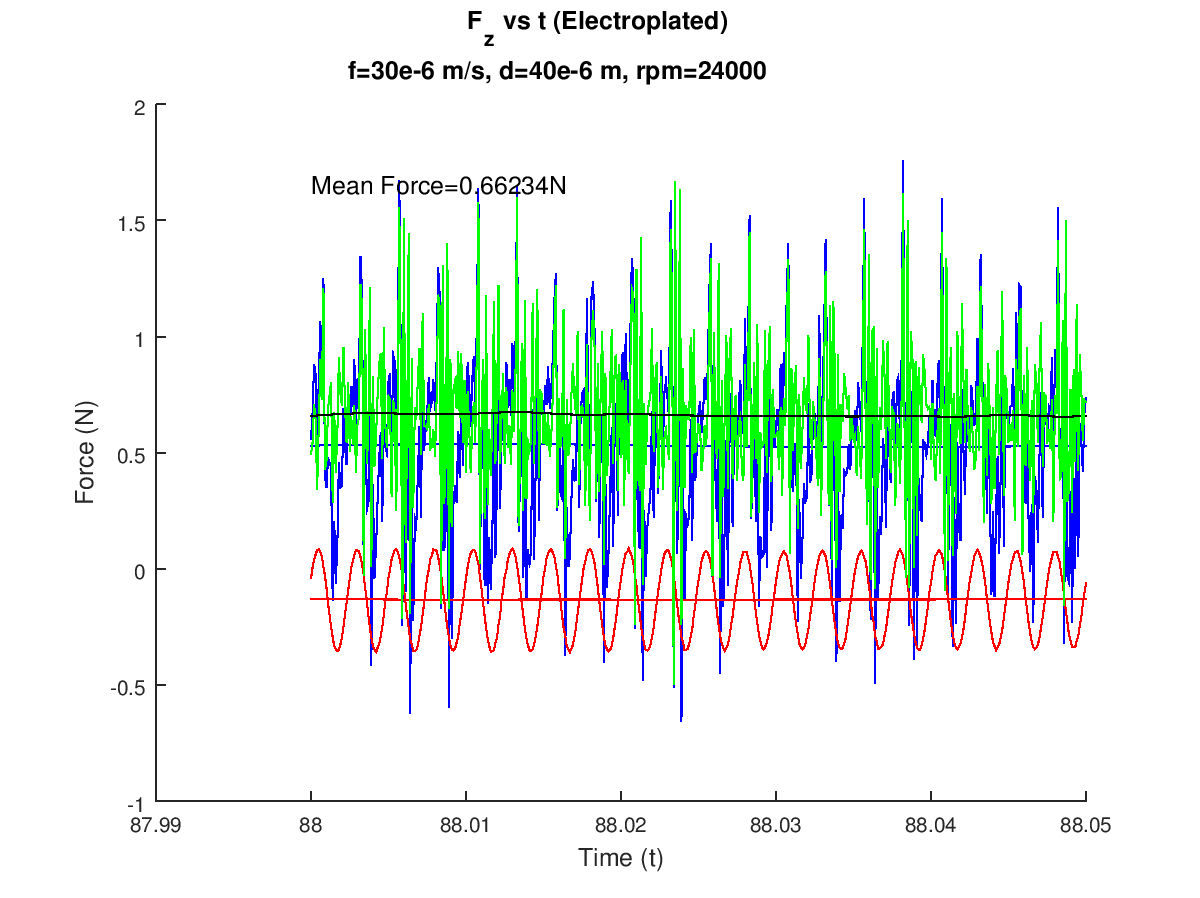 F_z vs t (Electroplated)
f=30e-6 m/s, d=40e-6 m, rpm=24000
2
Mean Force=0.66234N
1.5
1
0.5
0
-0.5
-1
Force (N)
87.99 88 88.01 88.02 88.03 88.04 88.05
Time (t)